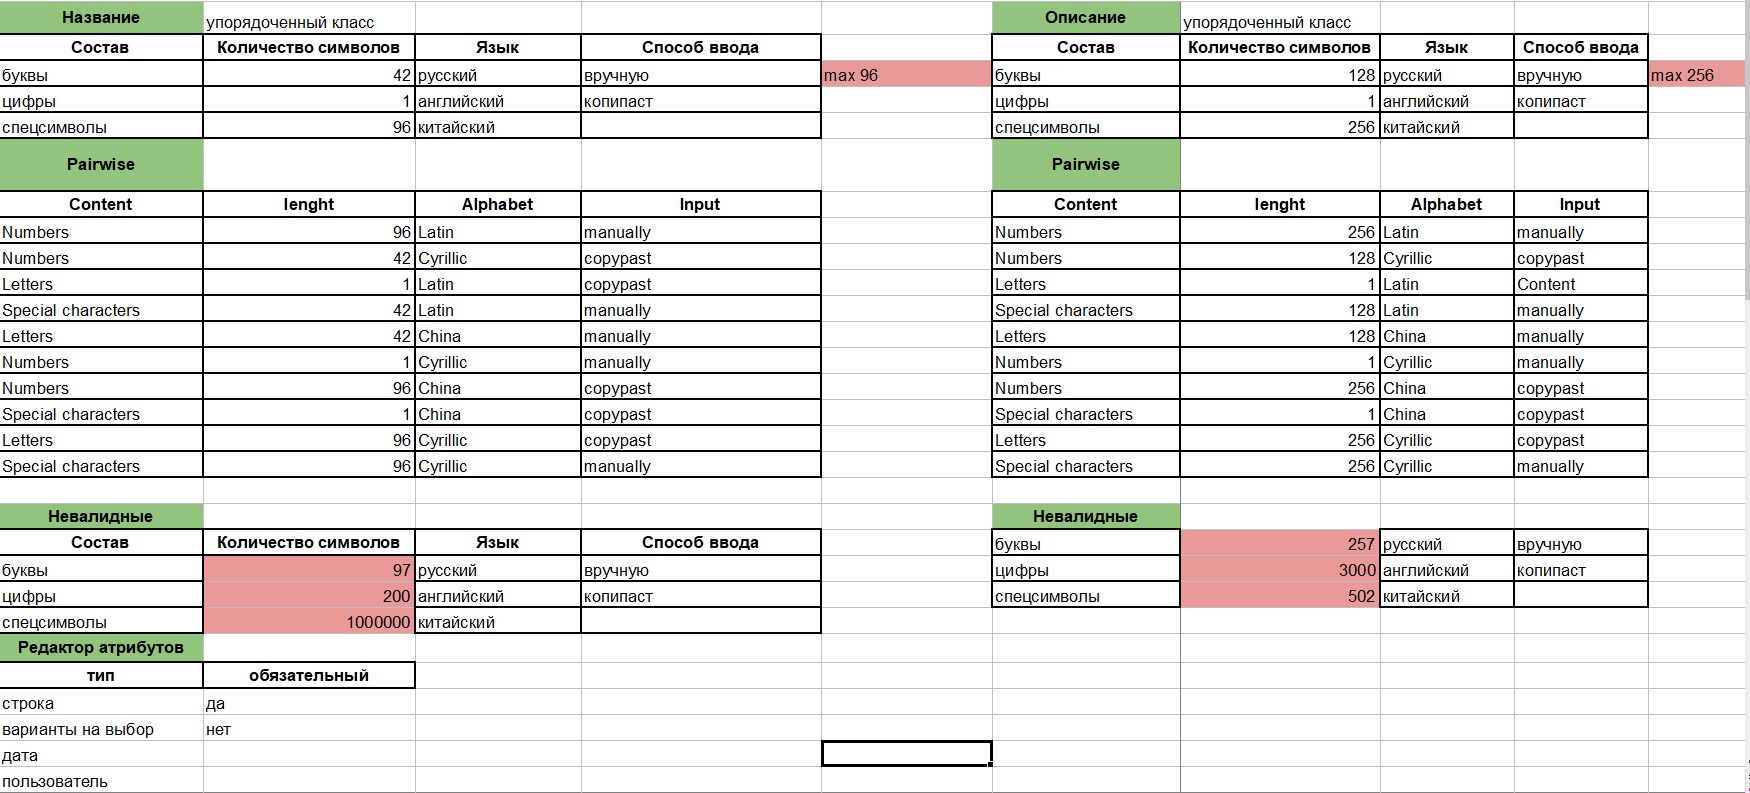 Название упорядоченный класс Описание упорядоченный класс
Состав Количество символов Язык Способ ввода Состав Количество символов Язык Способ ввода
буквы 42 русский вручную max 96 буквы 128 русский вручную max 256
цифры 1 английский копипаст цифры 1 английский копипаст
спецсимволы 96 китайский спецсимволы 256 китайский
Pairwise Pairwise
Content lenght Alphabet Input Content lenght Alphabet Input
Numbers 96 Latin manually Numbers 256 Latin manually
Numbers 42 Cyrillic copypast Numbers 128 Cyrillic copypast
Letters 1 Latin copypast Letters 1 Latin Content
Special characters 42 Latin manually Special characters 128 Latin manually
Letters 42 China manually Letters 128 China manually
Numbers 1 Cyrillic manually Numbers 1 Cyrillic manually
Numbers 96 China copypast Numbers 256 China copypast
Special characters 1 China copypast Special characters 1 China copypast
Letters 96 Cyrillic copypast Letters 256 Cyrillic copypast
Special characters 96 Cyrillic manually Special characters 256 Cyrillic manually
Невалидные Невалидные
Состав Количество символов Язык Способ ввода буквы 257 русский вручную
буквы 97 русский вручную цифры 3000 английский копипаст
цифры 200 английский копипаст спецсимволы 502 китайский
спецсимволы 1000000 китайский
Редактор атрибутов
тип обязательный
строка да
варианты на выбор нет
дата
пользователь